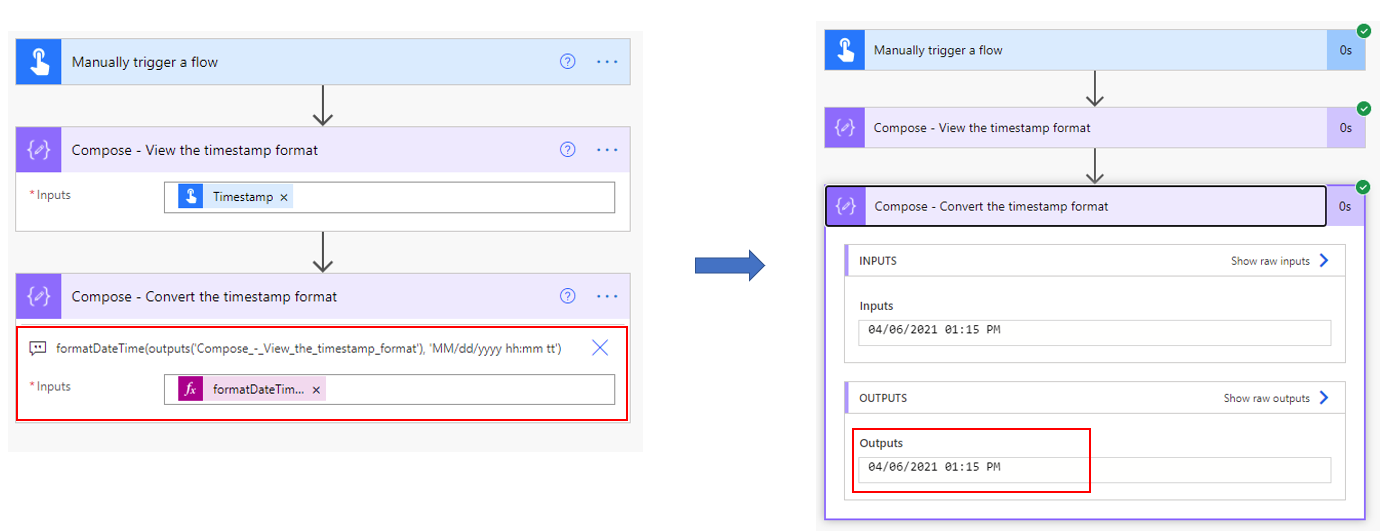 Manually trigger a flow
Compose - View the timestamp format
* Inputs
Timestamp ×
Compose - Convert the timestamp format
formatDateTime(outputs('Compose_-_View_the_timestamp_format'), 'MM/dd/yyyy hh:mm tt')
* Inputs
fx formatDateTim... ×
Manually trigger a flow 0s
Compose - View the timestamp format 0s
Compose - Convert the timestamp format 0s
INPUTS Show raw inputs
Inputs
04/06/2021 01:15 PM
OUTPUTS Show raw outputs
Outputs
04/06/2021 01:15 PM